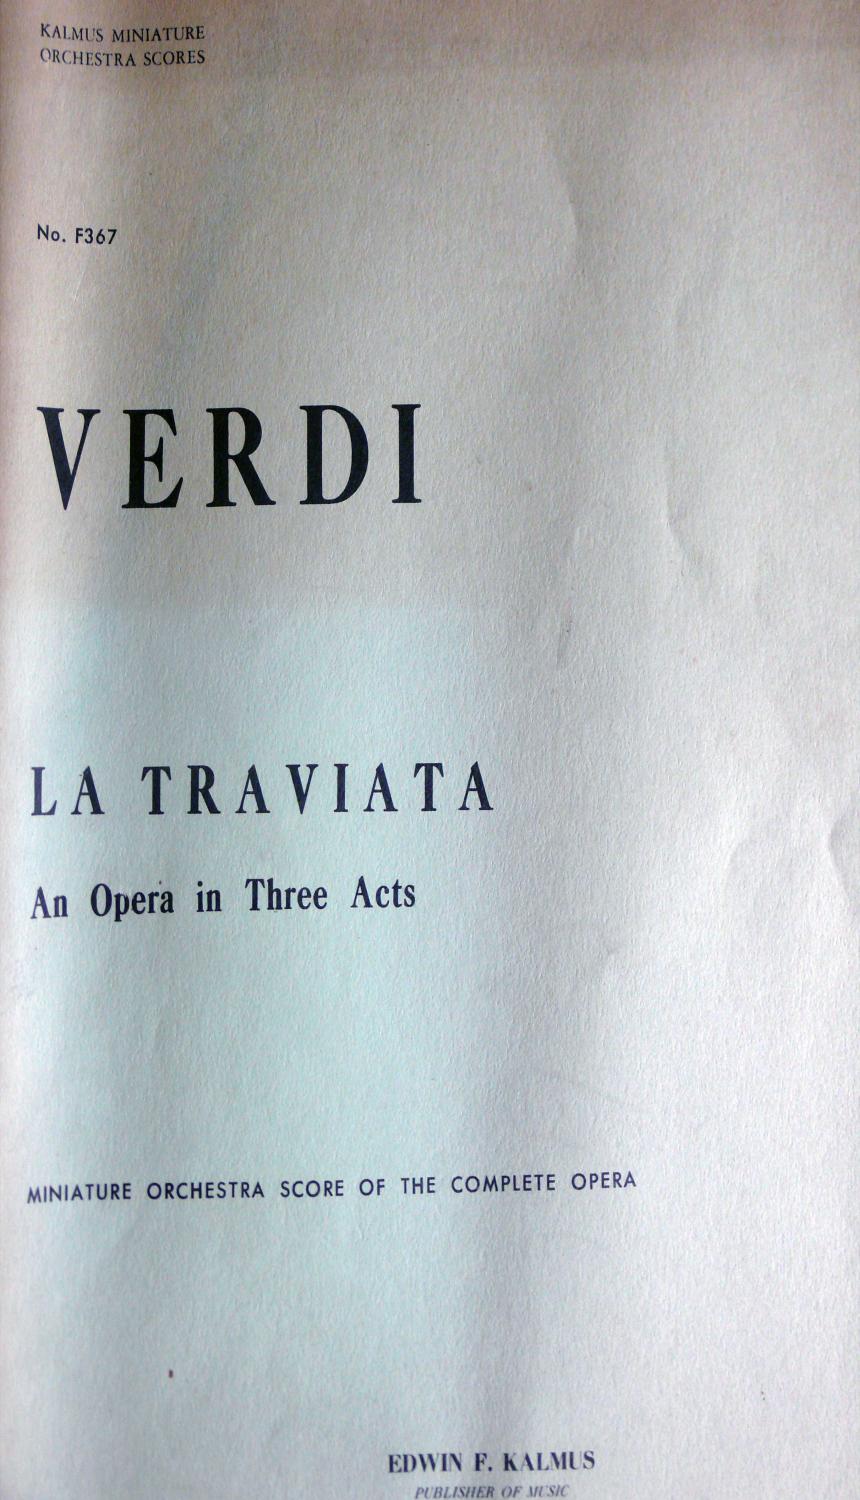 KALMUS MINIATURE
ORCHESTRA SCORES
No. F367
VERDI
LA TRAVIATA
An Opera in Three Acts
MINIATURE ORCHESTRA SCORE OF THE COMPLETE OPERA
EDWIN F. KALMUS
PUBLISHER OF MUSIC